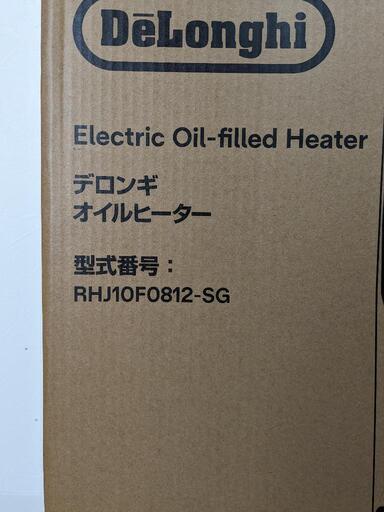 DēLonghi
Electric Oil-filled Heater
デロンギ
オイルヒーター
型式番号：
RHJ10F0812-SG